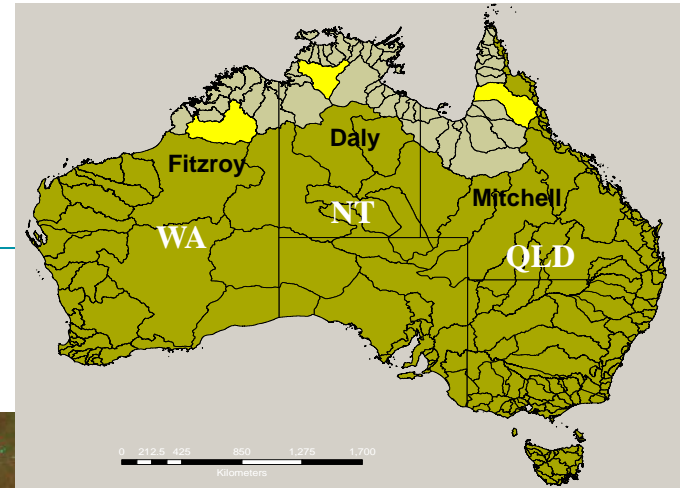 Daly
Fitzroy
Mitchell
NT
WA
QLD
0 212.5 425 850 1,275 1,700
Kilometers